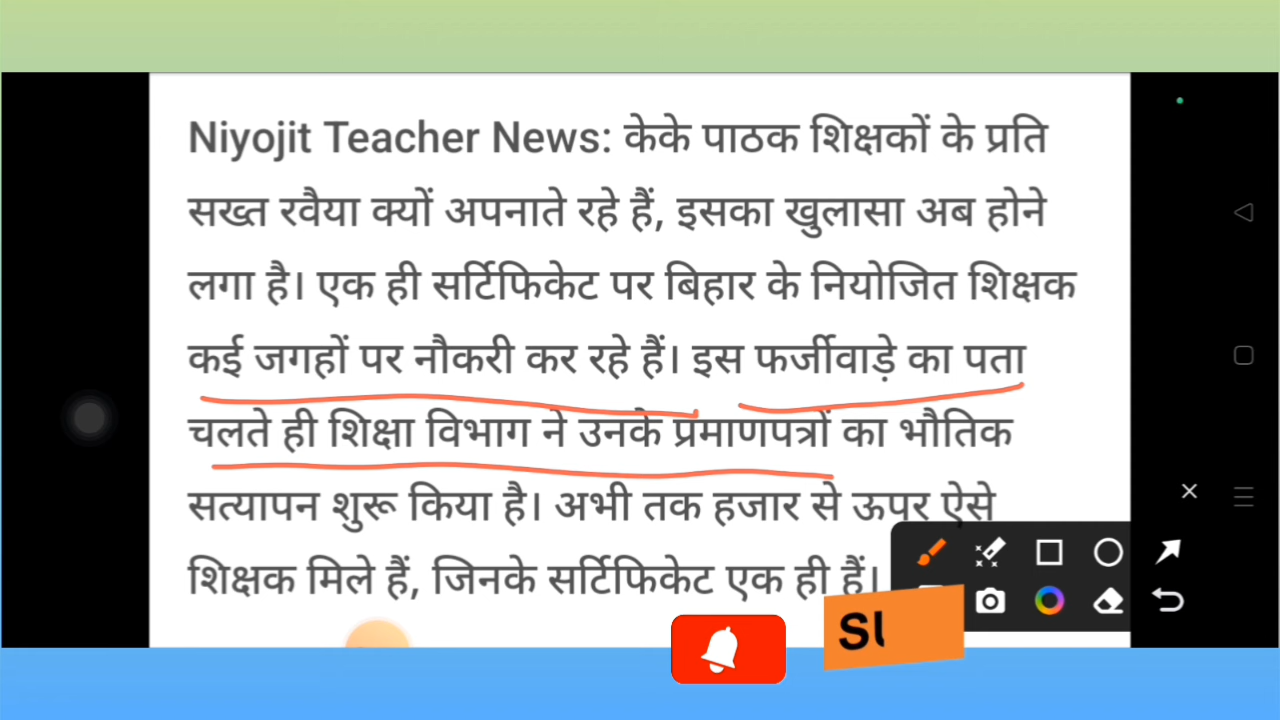 Niyojit Teacher News: केके पाठक शिक्षकों के प्रति
सख्त रवैया क्यों अपनाते रहे हैं, इसका खुलासा अब होने
लगा है। एक ही सर्टिफिकेट पर बिहार के नियोजित शिक्षक
कई जगहों पर नौकरी कर रहे हैं। इस फर्जीवाड़े का पता
चलते ही शिक्षा विभाग ने उनके प्रमाणपत्रों का भौतिक
सत्यापन शुरू किया है। अभी तक हजार से ऊपर ऐसे
शिक्षक मिले हैं, जिनके सर्टिफिकेट एक ही हैं।